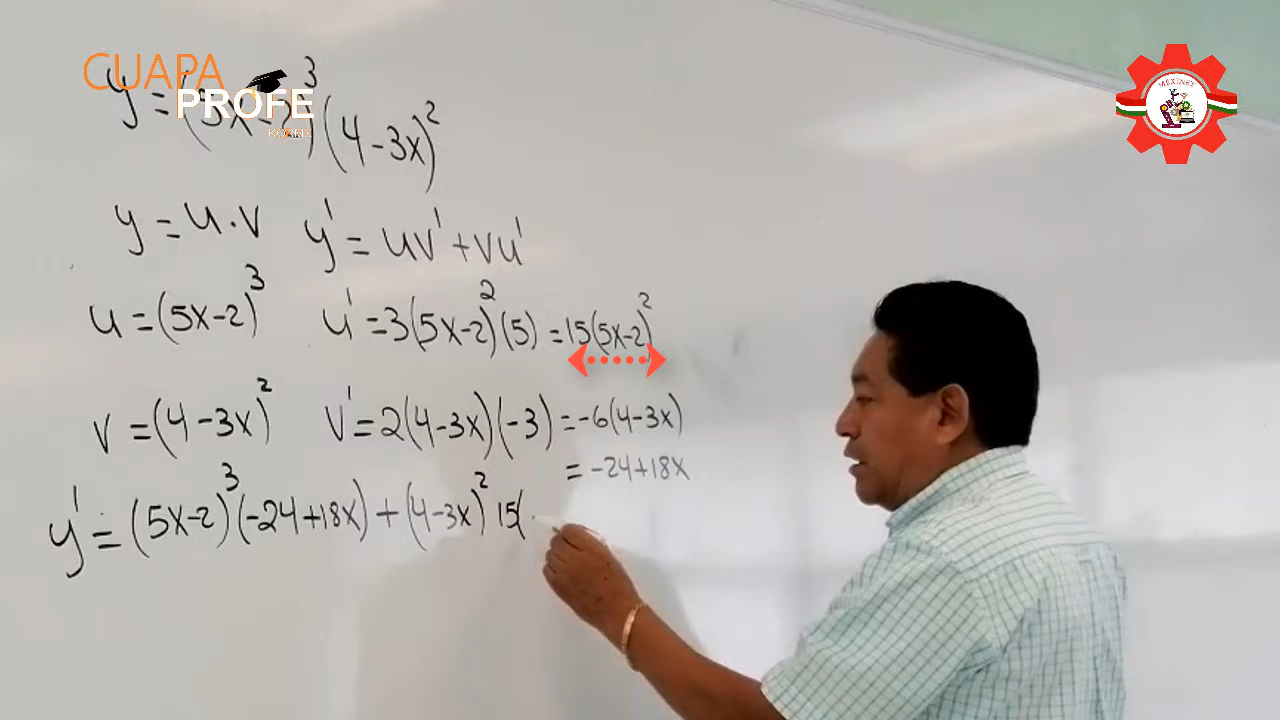 CUAPA
PROFE
KOREIX
MEXINET
y = (5x-2)³(4-3x)²
y = u·v y' = uv' + vu'
u = (5x-2)³ u' = 3(5x-2)²(5) = 15(5x-2)²
v = (4-3x)² v' = 2(4-3x)(-3) = -6(4-3x)
= -24+18x
y' = (5x-2)³(-24+18x) + (4-3x)² 15(